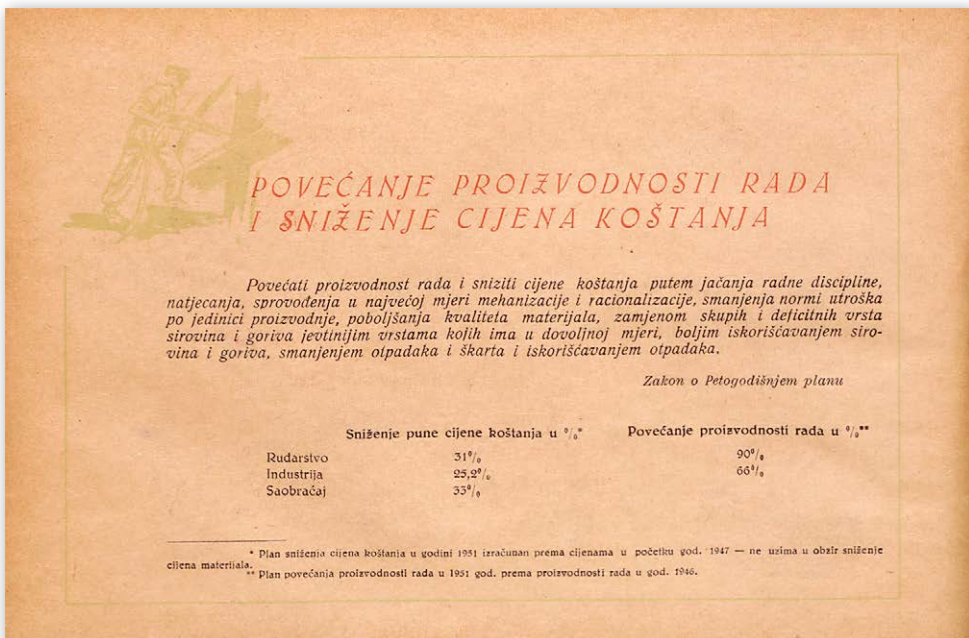 POVEĆANJE PROIZVODNOSTI RADA
I SNIŽENJE CIJENA KOŠTANJA
Povećati proizvodnost rada i sniziti cijene koštanja putem jačanja radne discipline,
natjecanja, sprovođenja u najvećoj mjeri mehanizacije i racionalizacije, smanjenja normi utroška
po jedinici proizvodnje, poboljšanja kvaliteta materijala, zamjenom skupih i deficitnih vrsta
sirovina i goriva jevtinijim vrstama kojih ima u dovoljnoj mjeri, boljim iskorišćavanjem siro-
vina i goriva, smanjenjem otpadaka i škarta i iskorišćavanjem otpadaka.
Zakon o Petogodišnjem planu
Sniženje pune cijene koštanja u %* Povećanje proizvodnosti rada u %**
Rudarstvo 31% 90%
Industrija 25,2% 66%
Saobraćaj 33%
* Plan sniženja cijena koštanja u godini 1951 izračunan prema cijenama u početku god. 1947 — ne uzima u obzir sniženje
cijena materijala.
** Plan povećanja proizvodnosti rada u 1951 god. prema proizvodnosti rada u god. 1946.